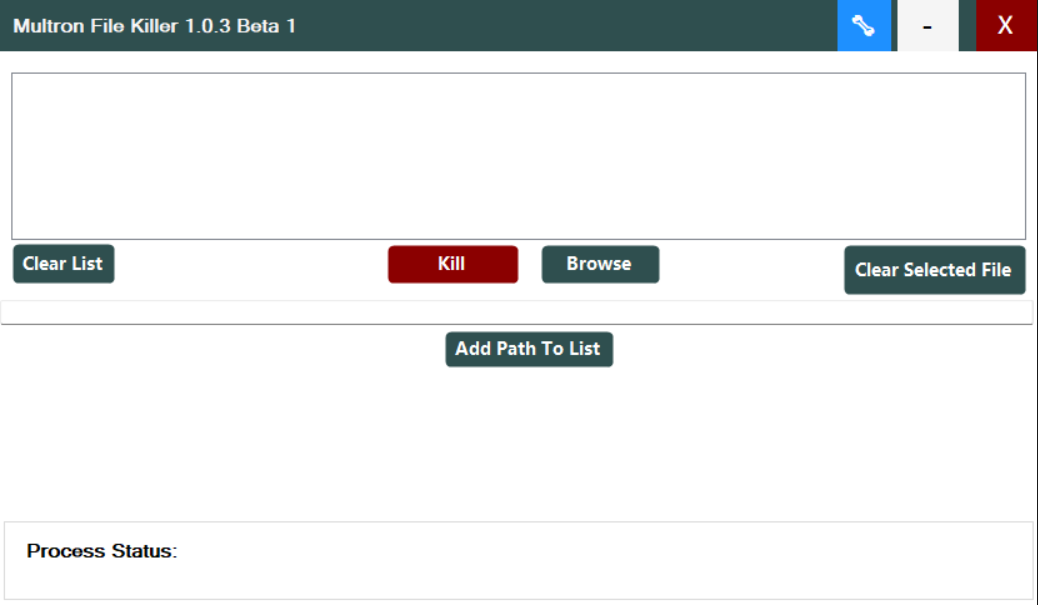 Multron File Killer 1.0.3 Beta 1
-
X
Clear List
Kill
Browse
Clear Selected File
Add Path To List
Process Status: